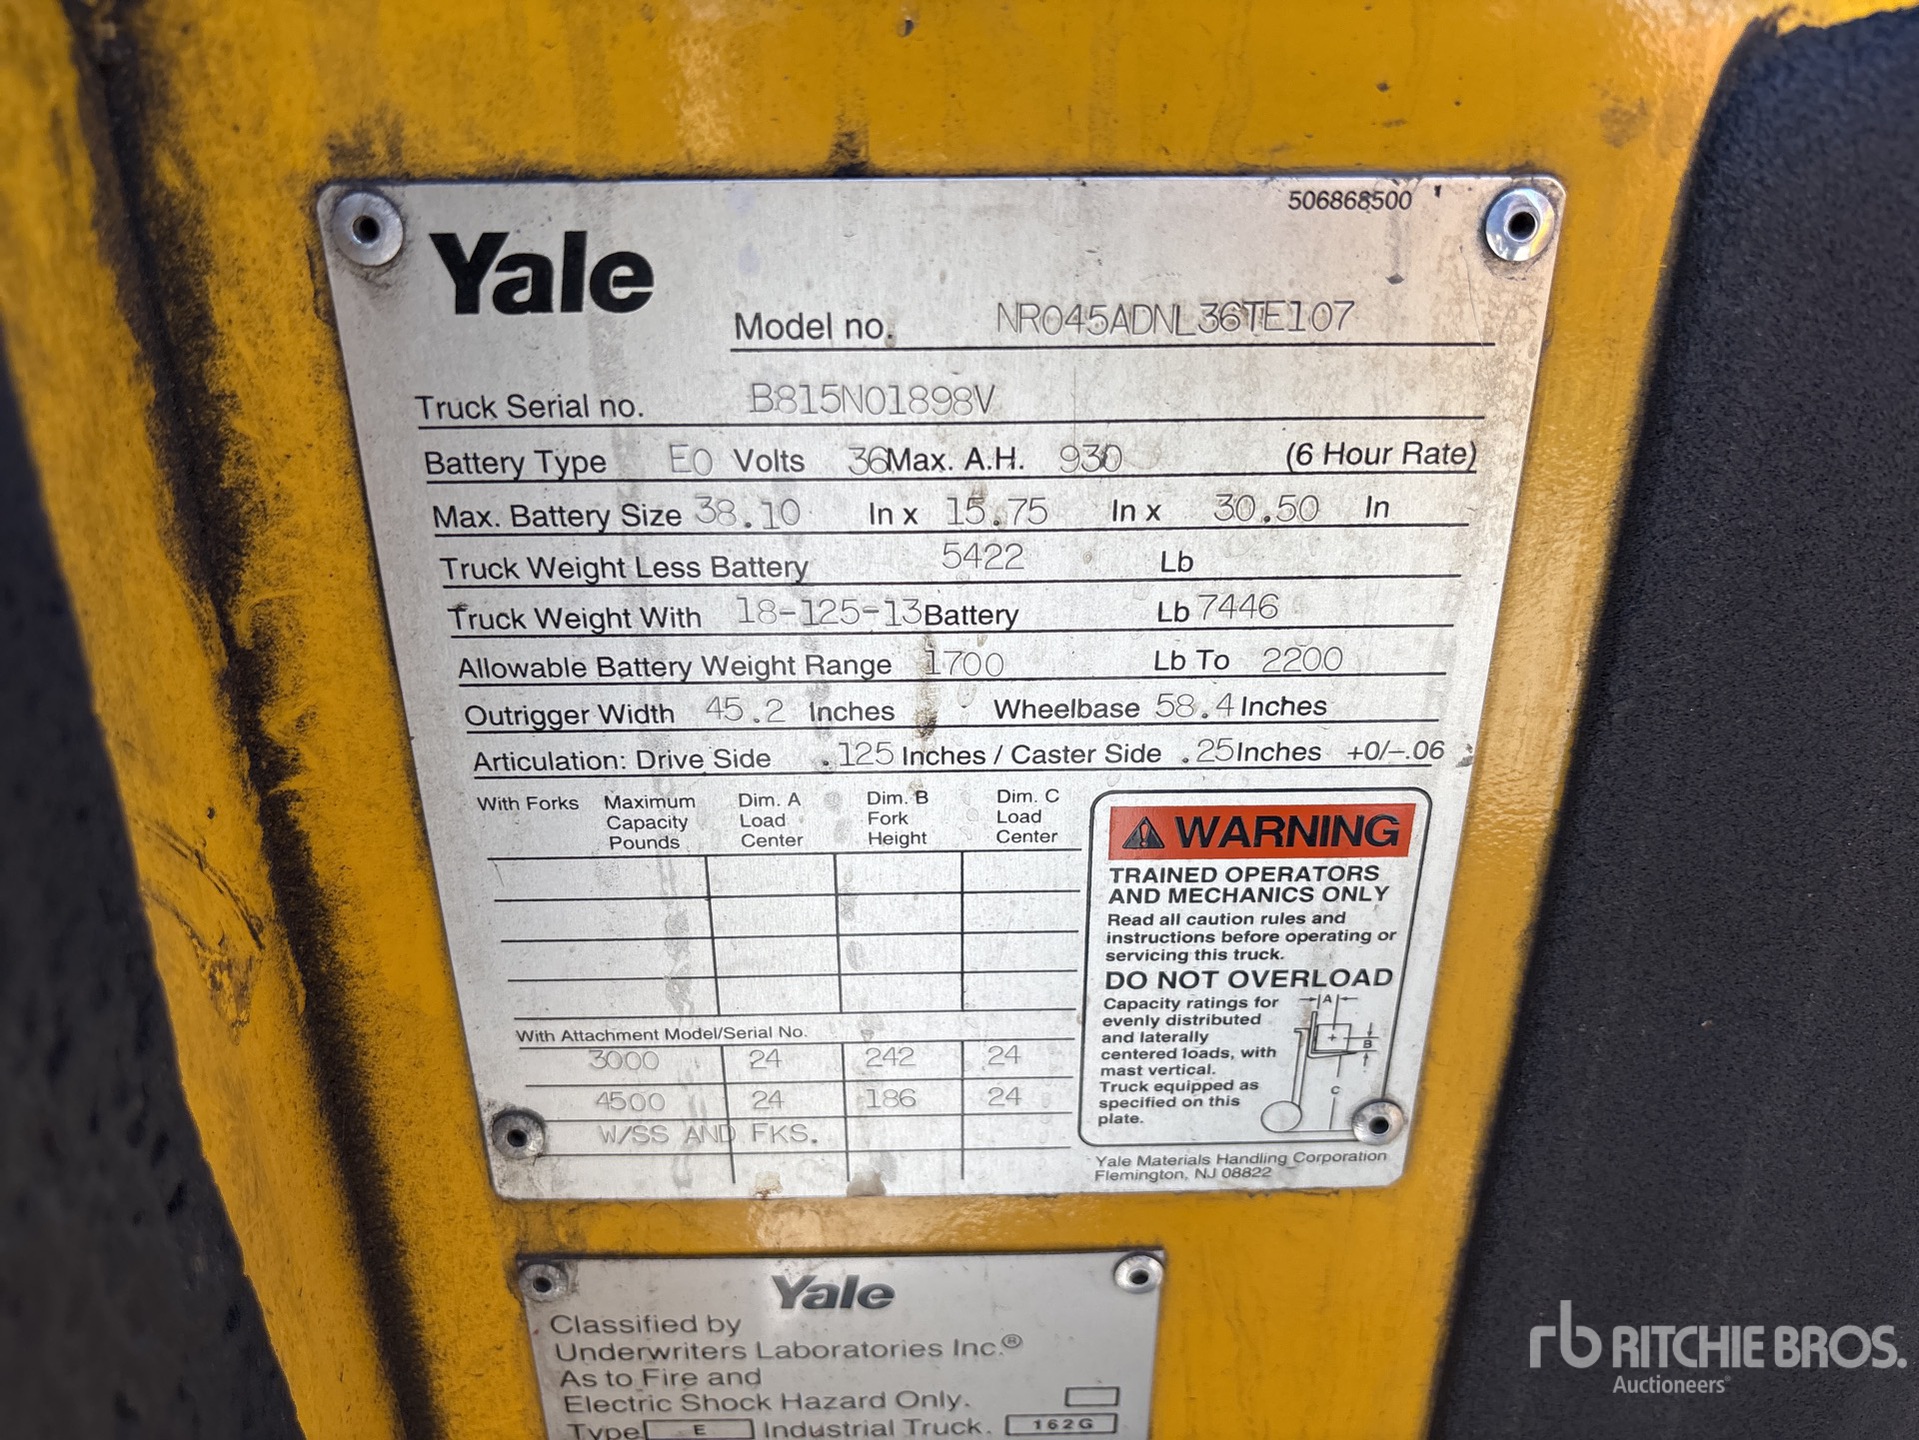 506868500
Yale
Model no. NR045ADNL36TE107
Truck Serial no. B815N01898V
Battery Type EO Volts 36 Max. A.H. 930 (6 Hour Rate)
Max. Battery Size 38.10 In x 15.75 In x 30.50 In
Truck Weight Less Battery 5422 Lb
Truck Weight With 18-125-13 Battery Lb 7446
Allowable Battery Weight Range 1700 Lb To 2200
Outrigger Width 45.2 Inches Wheelbase 58.4 Inches
Articulation: Drive Side .125 Inches / Caster Side .25 Inches +0/-.06
With Forks Maximum Capacity Pounds Dim. A Load Center Dim. B Fork Height Dim. C Load Center
With Attachment Model/Serial No.
3000 24 242 24
4500 24 186 24
W/SS AND FKS.
WARNING
TRAINED OPERATORS
AND MECHANICS ONLY
Read all caution rules and
instructions before operating or
servicing this truck.
DO NOT OVERLOAD
Capacity ratings for
evenly distributed
and laterally
centered loads, with
mast vertical.
Truck equipped as
specified on this
plate.
A
B
C
Yale Materials Handling Corporation
Flemington, NJ 08822
Yale
Classified by
Underwriters Laboratories Inc.®
As to Fire and
Electric Shock Hazard Only.
Type E Industrial Truck. 162G
rb RITCHIE BROS.
Auctioneers